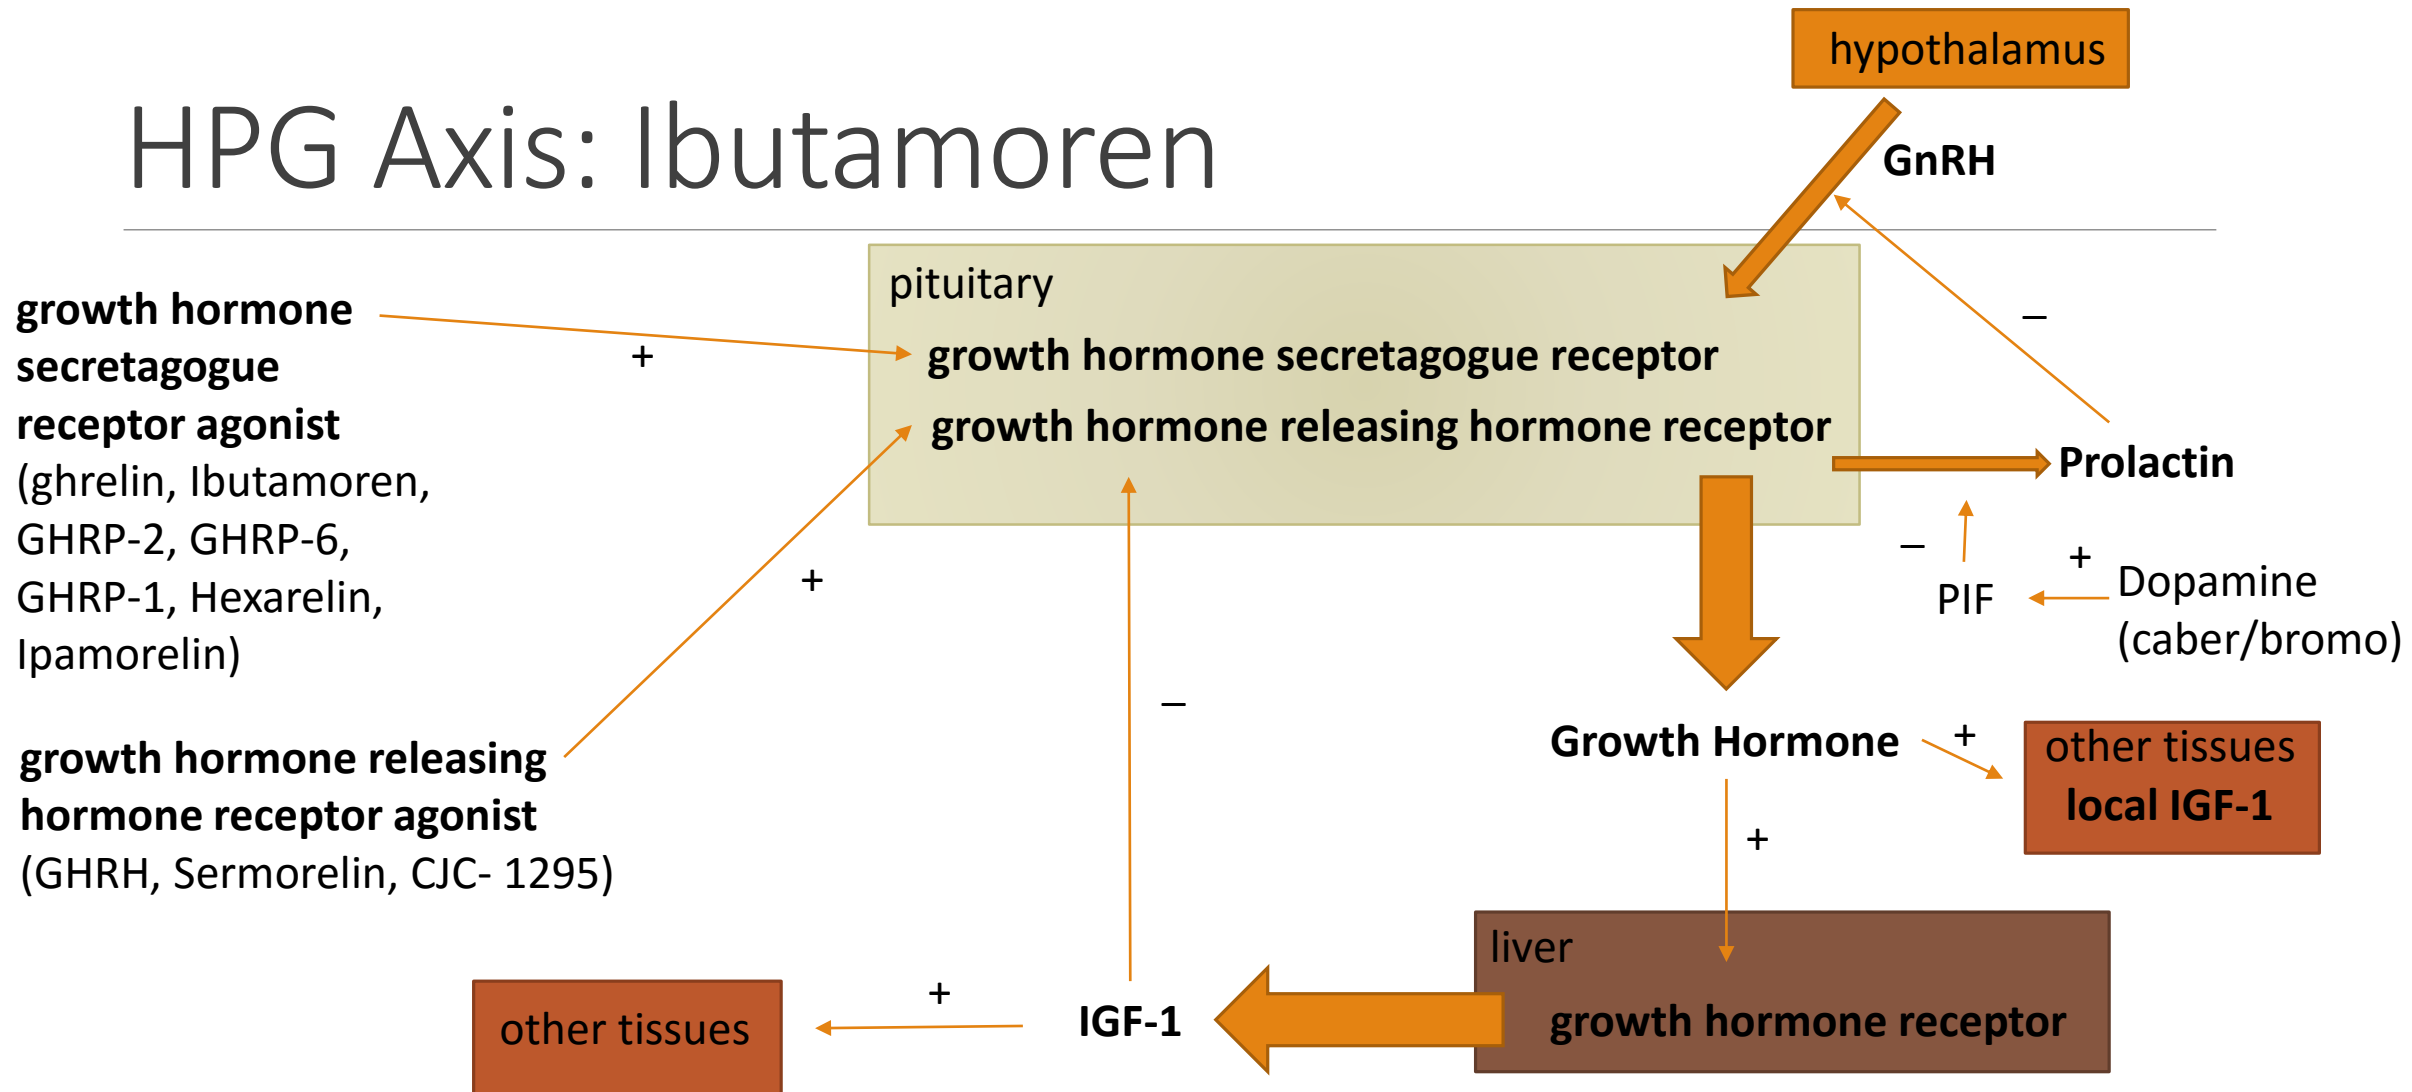 hypothalamus
HPG Axis: Ibutamoren
GnRH
pituitary
growth hormone
secretagogue
receptor agonist
(ghrelin, Ibutamoren,
GHRP-2, GHRP-6,
GHRP-1, Hexarelin,
Ipamorelin)
+
growth hormone secretagogue receptor
growth hormone releasing hormone receptor
–
Prolactin
+
–
PIF
+
Dopamine
(caber/bromo)
growth hormone releasing
hormone receptor agonist
(GHRH, Sermorelin, CJC- 1295)
–
Growth Hormone
+
other tissues
local IGF-1
+
liver
growth hormone receptor
IGF-1
+
other tissues